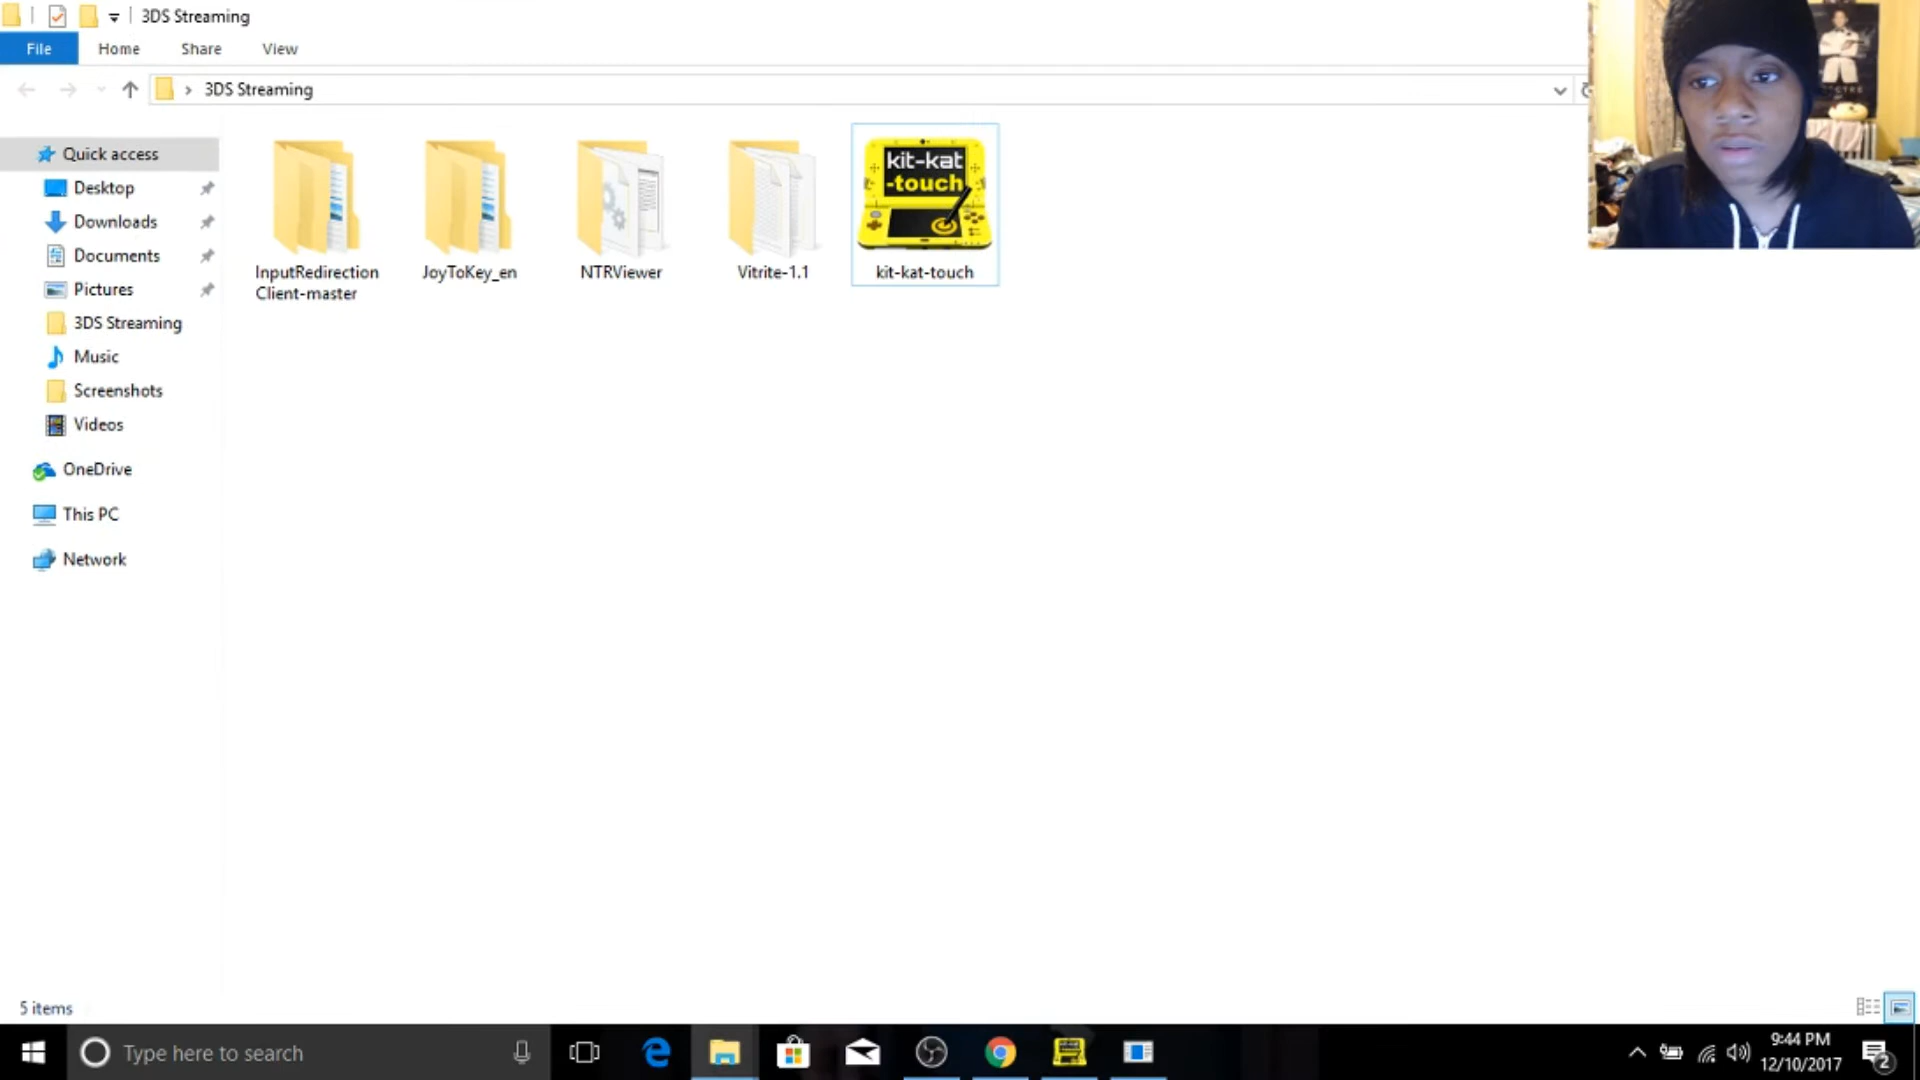 3DS Streaming
File Home Share View
3DS Streaming
Quick access
Desktop
Downloads
Documents
Pictures
3DS Streaming
Music
Screenshots
Videos
OneDrive
This PC
Network
kit-kat
-touch
InputRedirection
Client-master
JoyToKey_en
NTRViewer
Vitrite-1.1
kit-kat-touch
5 items
Type here to search
9:44 PM
12/10/2017
2